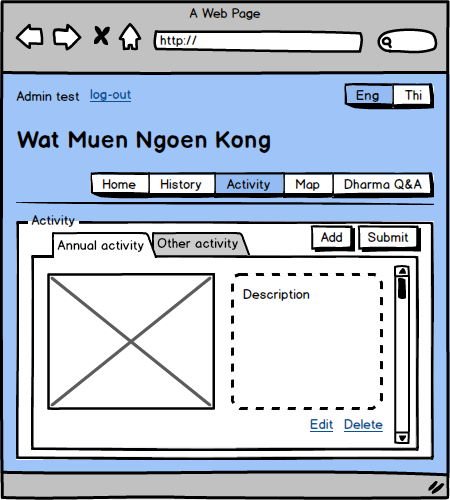 A Web Page
http://
Admin test log-out Eng Thi
Wat Muen Ngoen Kong
Home History Activity Map Dharma Q&A
Activity
Annual activity Other activity Add Submit
Description
Edit Delete